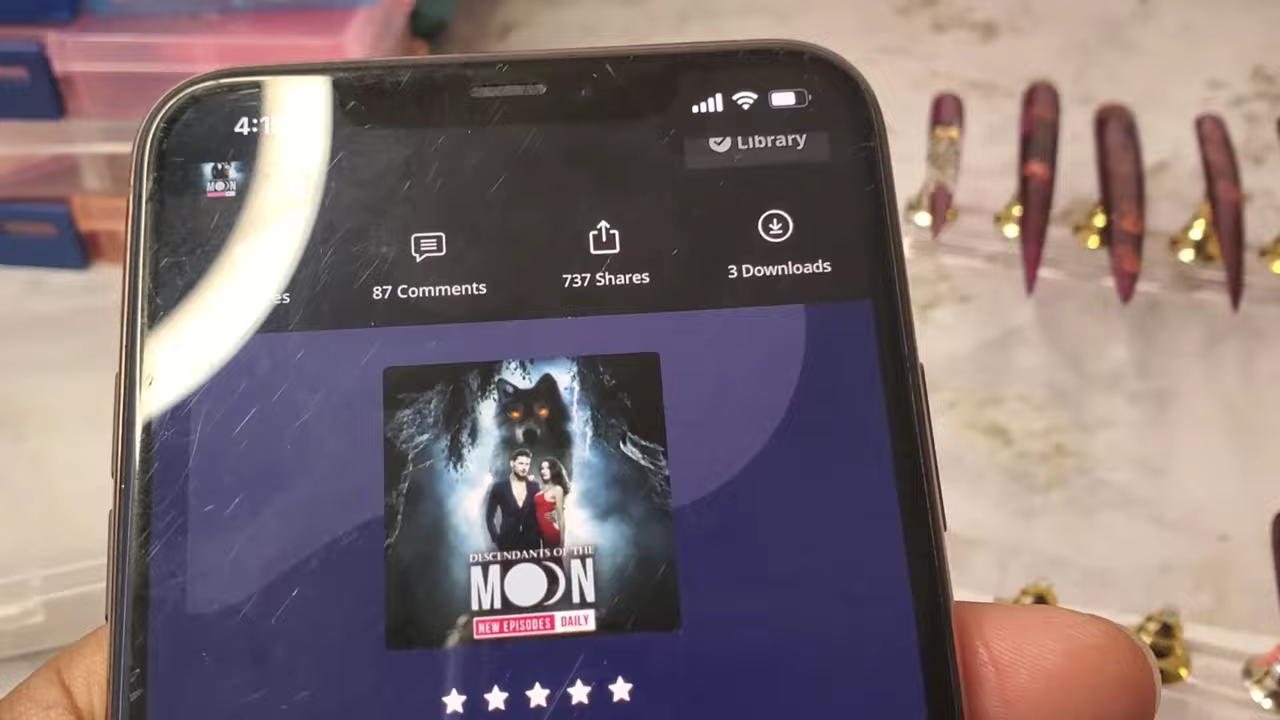 Library
87 Comments
737 Shares
3 Downloads
DESCENDANTS OF THE
MOON
NEW EPISODES DAILY